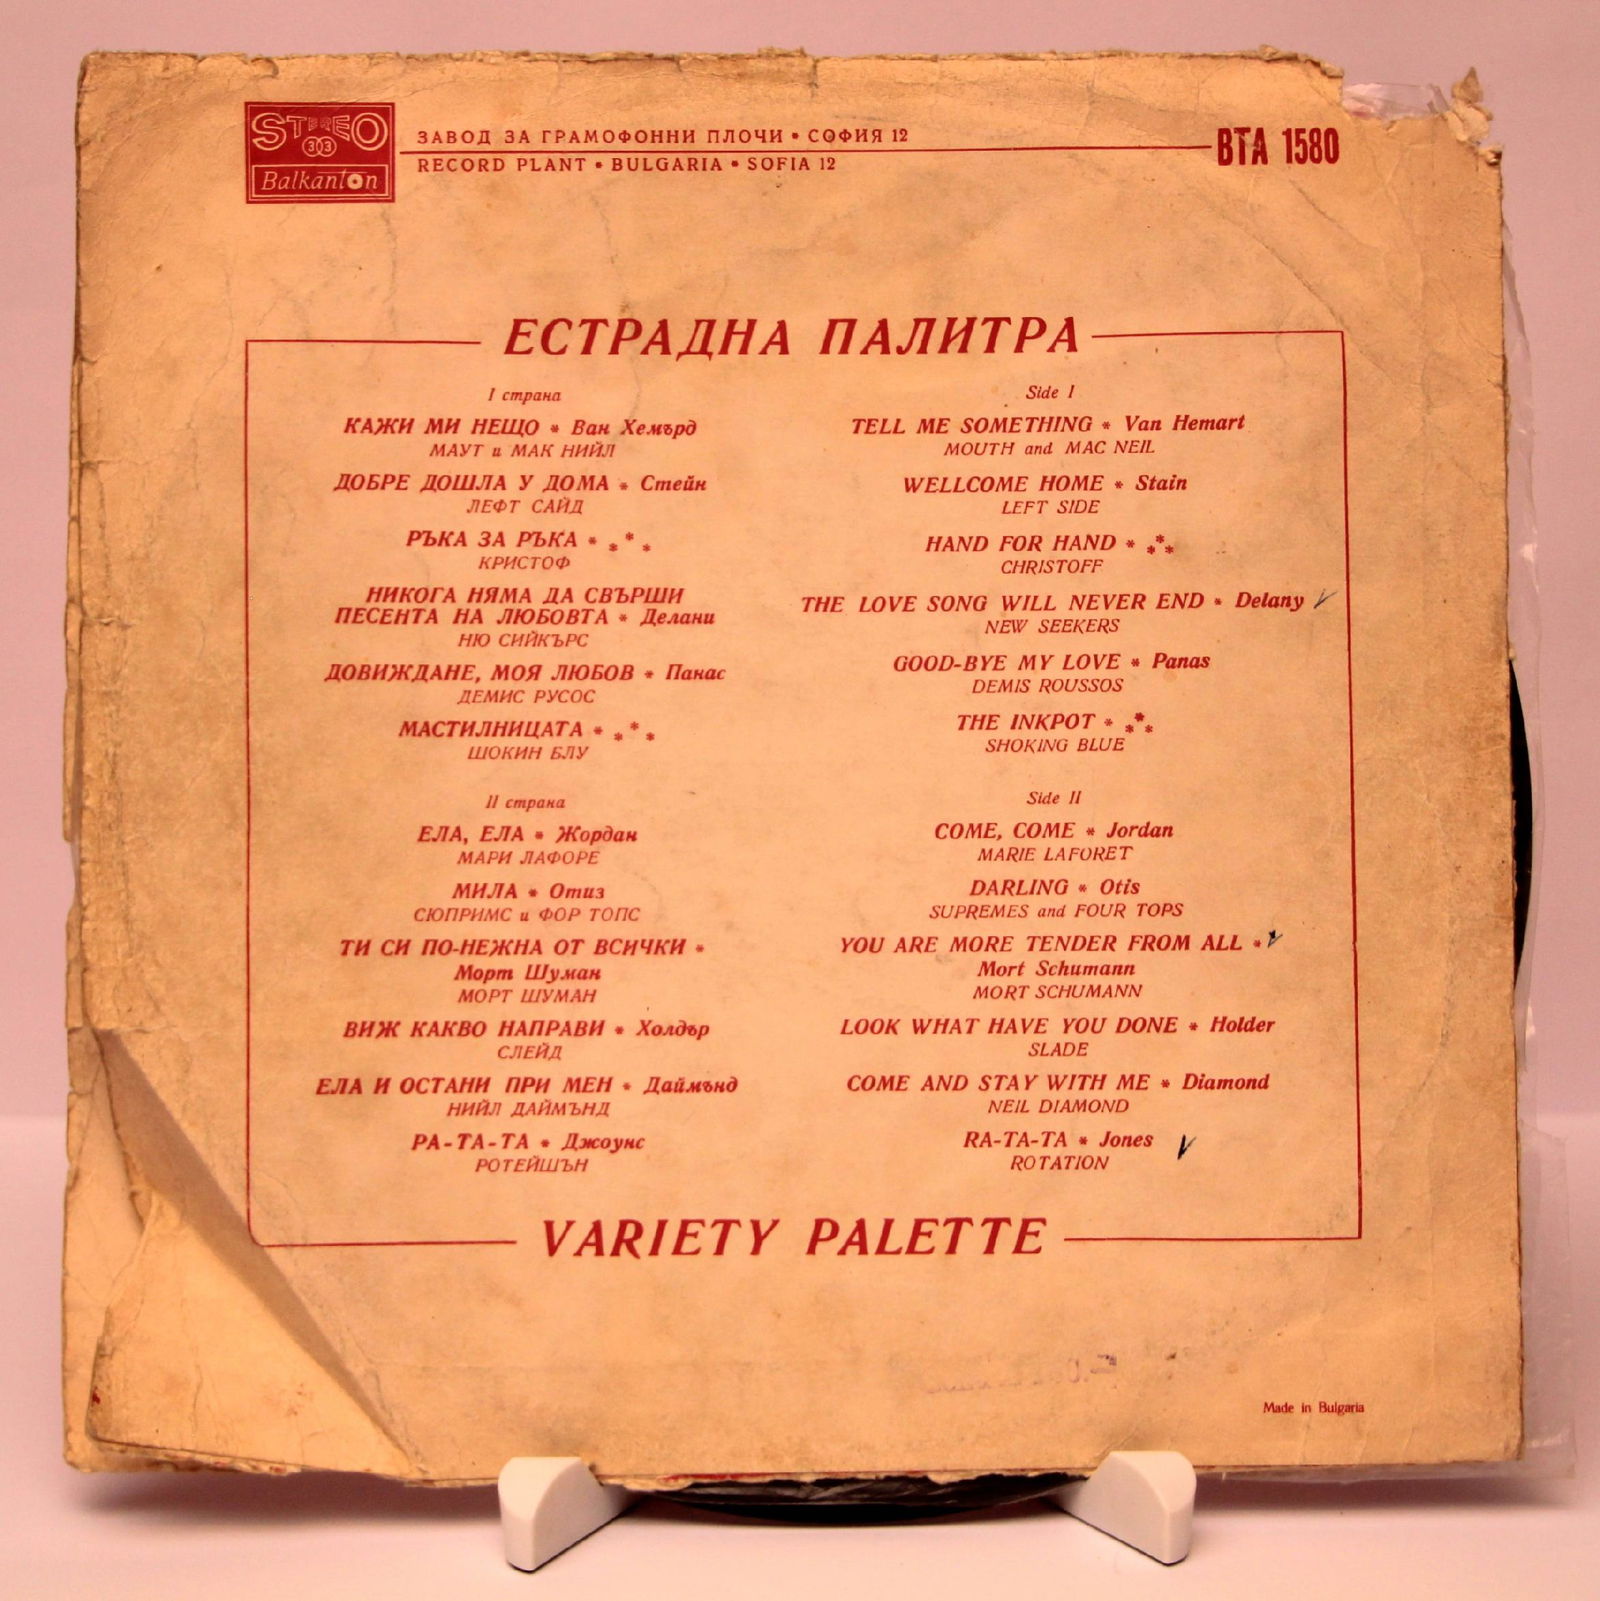 STEREO
33
Balkanton
ЗАВОД ЗА ГРАМОФОННИ ПЛОЧИ • СОФИЯ 12
RECORD PLANT • BULGARIA • SOFIA 12
ВТА 1580
ЕСТРАДНА ПАЛИТРА
I страна
КАЖИ МИ НЕЩО * Ван Хемърд
МАУТ и МАК НИЙЛ
ДОБРЕ ДОШЛА У ДОМА * Стейн
ЛЕФТ САЙД
РЪКА ЗА РЪКА * ***
КРИСТОФ
НИКОГА НЯМА ДА СВЪРШИ
ПЕСЕНТА НА ЛЮБОВТА * Делани
НЮ СИЙКЪРС
ДОВИЖДАНЕ, МОЯ ЛЮБОВ * Панас
ДЕМИС РУСОС
МАСТИЛНИЦАТА * ***
ШОКИН БЛУ
II страна
ЕЛА, ЕЛА * Жордан
МАРИ ЛАФОРЕ
МИЛА * Отиз
СЮПРИМС и ФОР ТОПС
ТИ СИ ПО-НЕЖНА ОТ ВСИЧКИ *
Морт Шуман
МОРТ ШУМАН
ВИЖ КАКВО НАПРАВИ * Холдър
СЛЕЙД
ЕЛА И ОСТАНИ ПРИ МЕН * Даймънд
НИЙЛ ДАЙМЪНД
РА-ТА-ТА * Джоунс
РОТЕЙШЪН
Side I
TELL ME SOMETHING * Van Hemart
MOUTH and MAC NEIL
WELLCOME HOME * Stain
LEFT SIDE
HAND FOR HAND * ***
CHRISTOFF
THE LOVE SONG WILL NEVER END * Delany
NEW SEEKERS
GOOD-BYE MY LOVE * Panas
DEMIS ROUSSOS
THE INKPOT * ***
SHOKING BLUE
Side II
COME, COME * Jordan
MARIE LAFORET
DARLING * Otis
SUPREMES and FOUR TOPS
YOU ARE MORE TENDER FROM ALL *
Mort Schumann
MORT SCHUMANN
LOOK WHAT HAVE YOU DONE * Holder
SLADE
COME AND STAY WITH ME * Diamond
NEIL DIAMOND
RA-TA-TA * Jones
ROTATION
VARIETY PALETTE
Made in Bulgaria